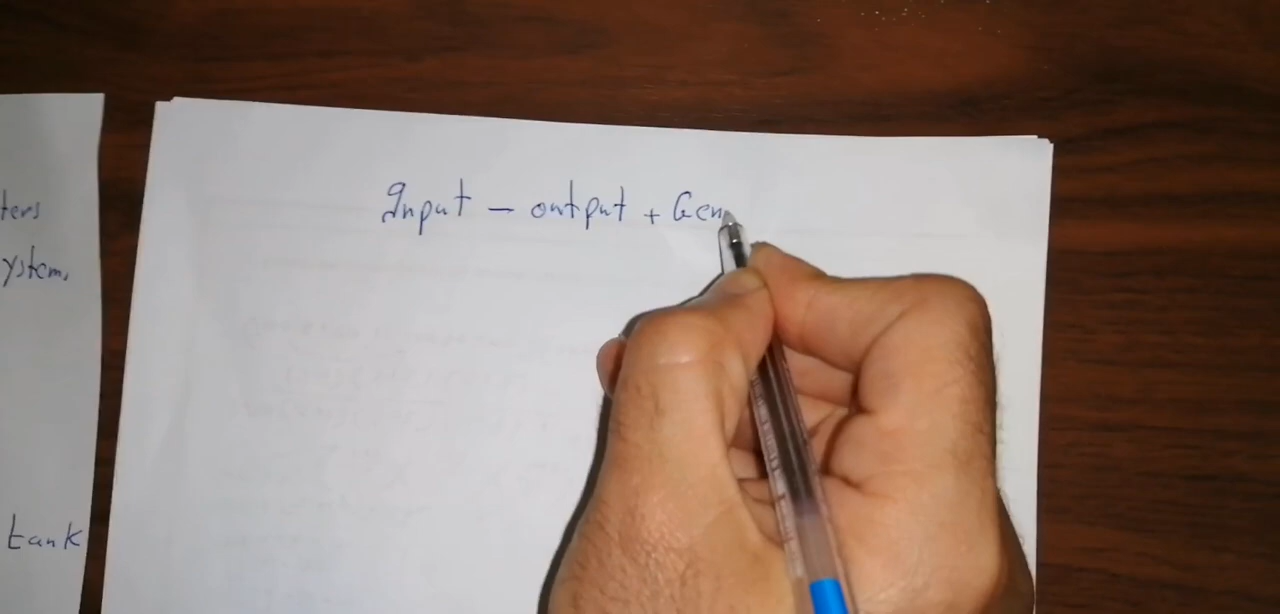 Input - output + Gen
ters
ystem.
tank